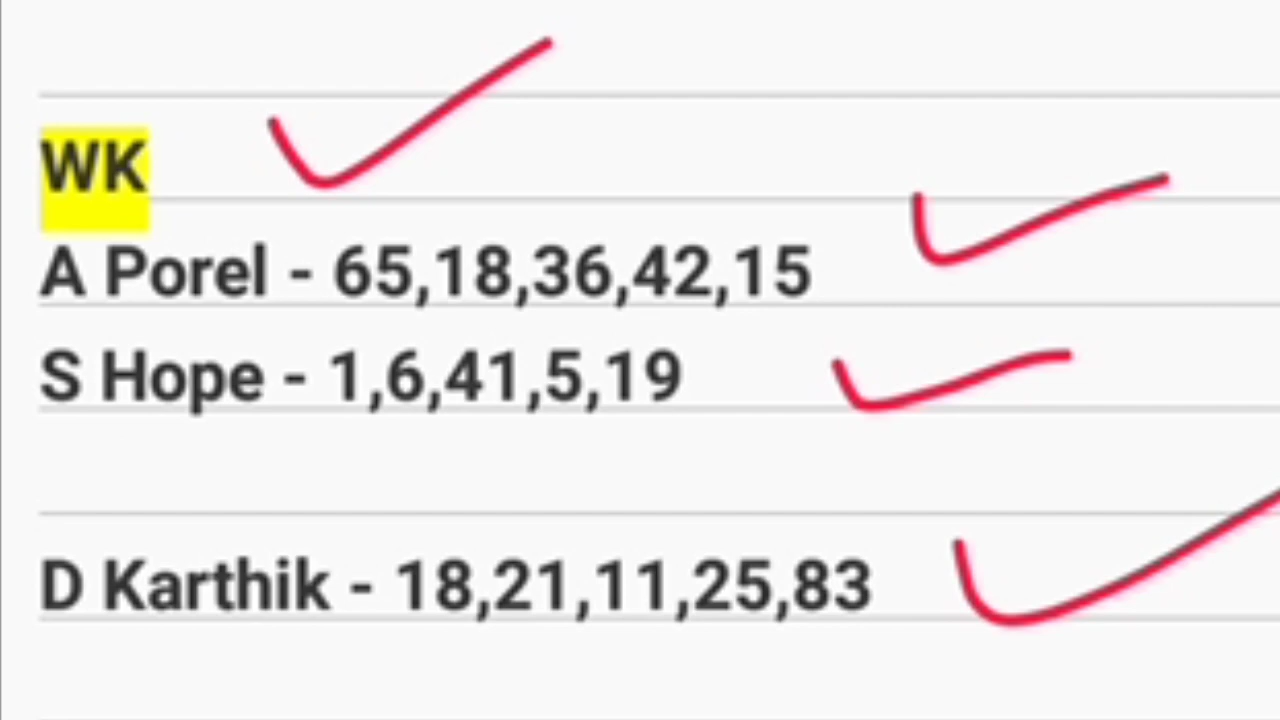 WK
A Porel - 65,18,36,42,15
S Hope - 1,6,41,5,19
D Karthik - 18,21,11,25,83